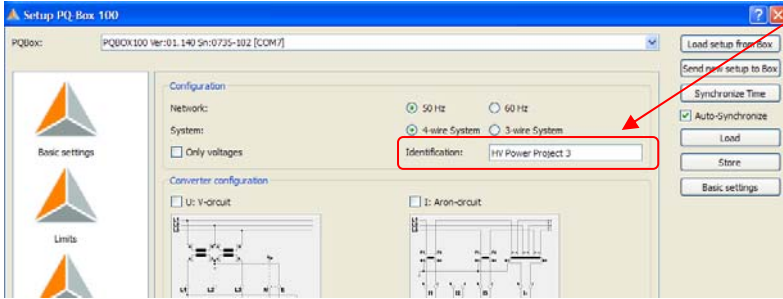 Setup PQ-Box 100
PQBox: PQBOX100 Ver:01.140 Sn:0735-102 [COM7]
Load setup from Box
Send new setup to Box
Synchronize Time
Auto-Synchronize
Load
Store
Basic settings
Basic settings
Limits
Configuration
Network: 50 Hz 60 Hz
System: 4-wire System 3-wire System
Only voltages Identification: HV Power Project 3
Converter configuration
U: V-circuit I: Aron-circuit
L1 L2 L3 N E